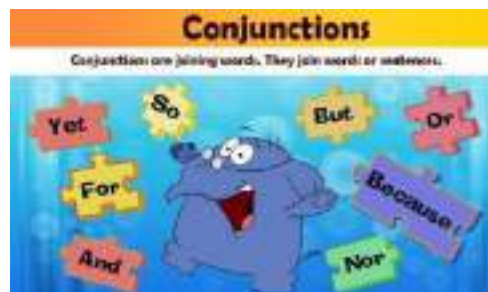 Conjunctions
Conjunctions are joining words. They join words or sentences.
Yet
So
But
Or
For
Because
And
Nor